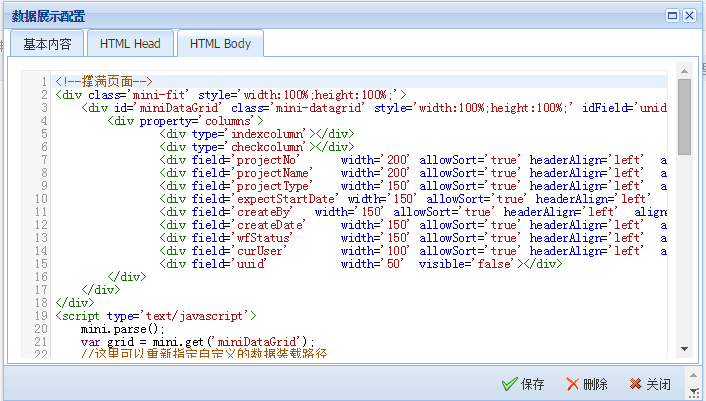 数据展示配置
基本内容 HTML Head HTML Body
1 <!--撑满页面-->
2 <div class='mini-fit' style='width:100%;height:100%;'>
3 <div id='miniDataGrid' class='mini-datagrid' style='width:100%;height:100%;' idField='unid
4 <div property='columns'>
5 <div type='indexcolumn'></div>
6 <div type='checkcolumn'></div>
7 <div field='projectNo' width='200' allowSort='true' headerAlign='left' a
8 <div field='projectName' width='200' allowSort='true' headerAlign='left' a
9 <div field='projectType' width='150' allowSort='true' headerAlign='left' a
10 <div field='expectStartDate' width='150' allowSort='true' headerAlign='left'
11 <div field='createBy' width='150' allowSort='true' headerAlign='left' align
12 <div field='createDate' width='150' allowSort='true' headerAlign='left' a
13 <div field='wfStatus' width='150' allowSort='true' headerAlign='left' a
14 <div field='curUser' width='100' allowSort='true' headerAlign='left' a
15 <div field='uuid' width='50' visible='false'></div>
16 </div>
17 </div>
18 </div>
19 <script type='text/javascript'>
20 mini.parse();
21 var grid = mini.get('miniDataGrid');
22 //这里可以重新指定自定义的数据装载路径
保存 删除 关闭